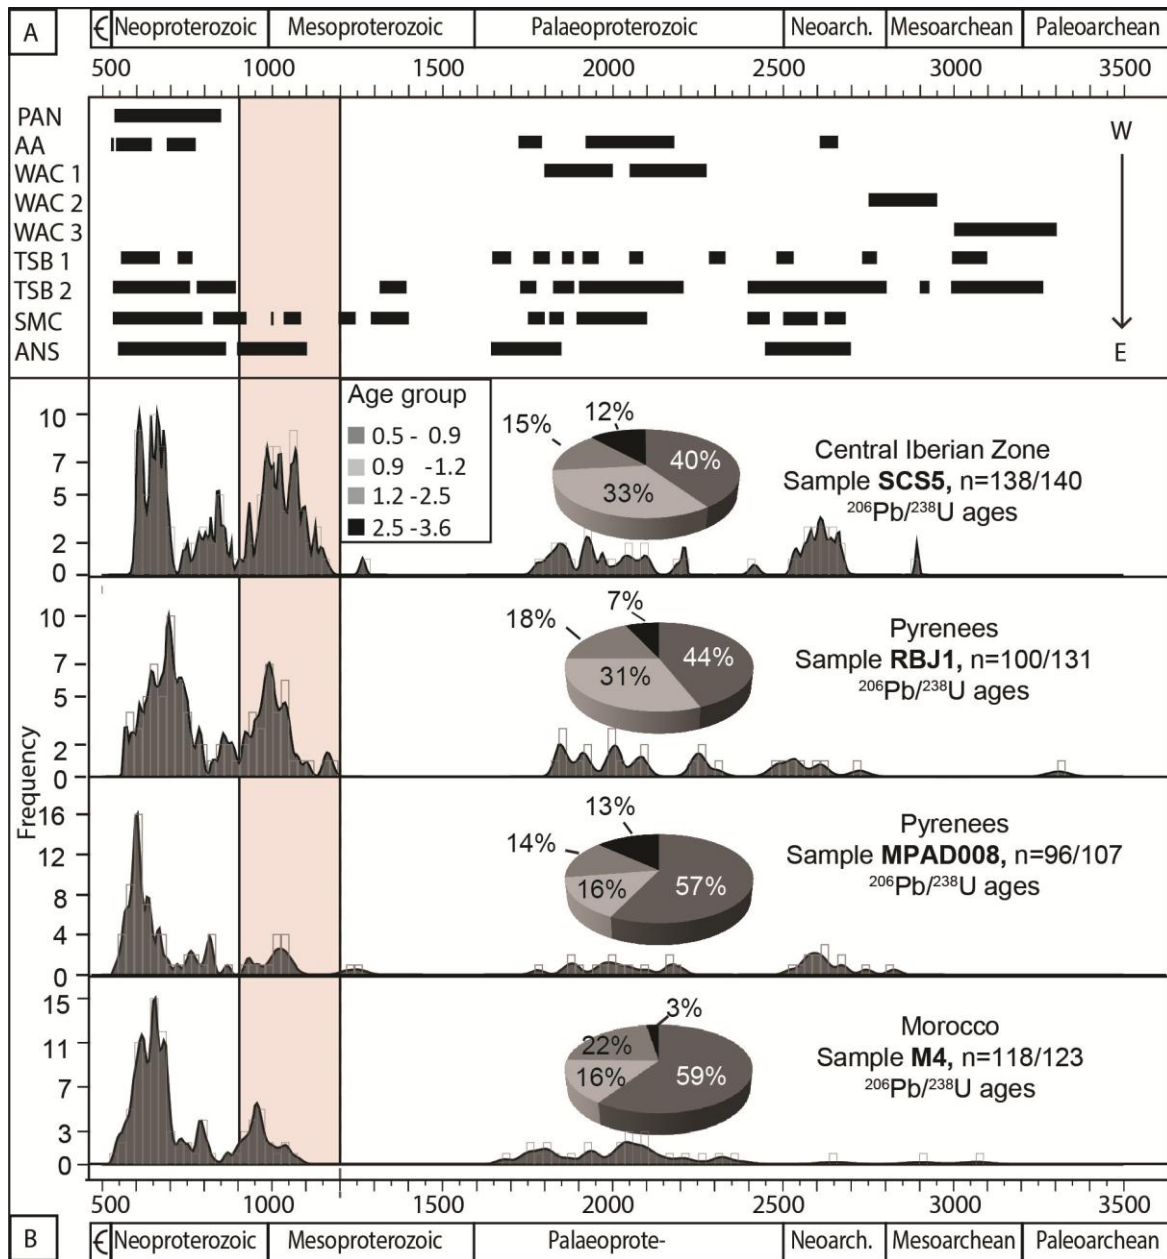 A
Є Neoproterozoic Mesoproterozoic Palaeoproterozoic Neoarch. Mesoarchean Paleoarchean
500 1000 1500 2000 2500 3000 3500
PAN
AA
WAC 1
WAC 2
WAC 3
TSB 1
TSB 2
SMC
ANS
W
E
Age group
0.5 - 0.9
0.9 -1.2
1.2 -2.5
2.5 -3.6
10
7
5
2
0
15%
12%
40%
33%
Central Iberian Zone
Sample SCS5, n=138/140
²⁰⁶Pb/²³⁸U ages
10
7
5
2
0
18%
7%
44%
31%
Pyrenees
Sample RBJ1, n=100/131
²⁰⁶Pb/²³⁸U ages
Frequency
16
12
8
4
0
14%
13%
57%
16%
Pyrenees
Sample MPAD008, n=96/107
²⁰⁶Pb/²³⁸U ages
15
11
7
3
0
22%
3%
59%
16%
Morocco
Sample M4, n=118/123
²⁰⁶Pb/²³⁸U ages
500 1000 1500 2000 2500 3000 3500
B
Є Neoproterozoic Mesoproterozoic Palaeoprote- Neoarch. Mesoarchean Paleoarchean